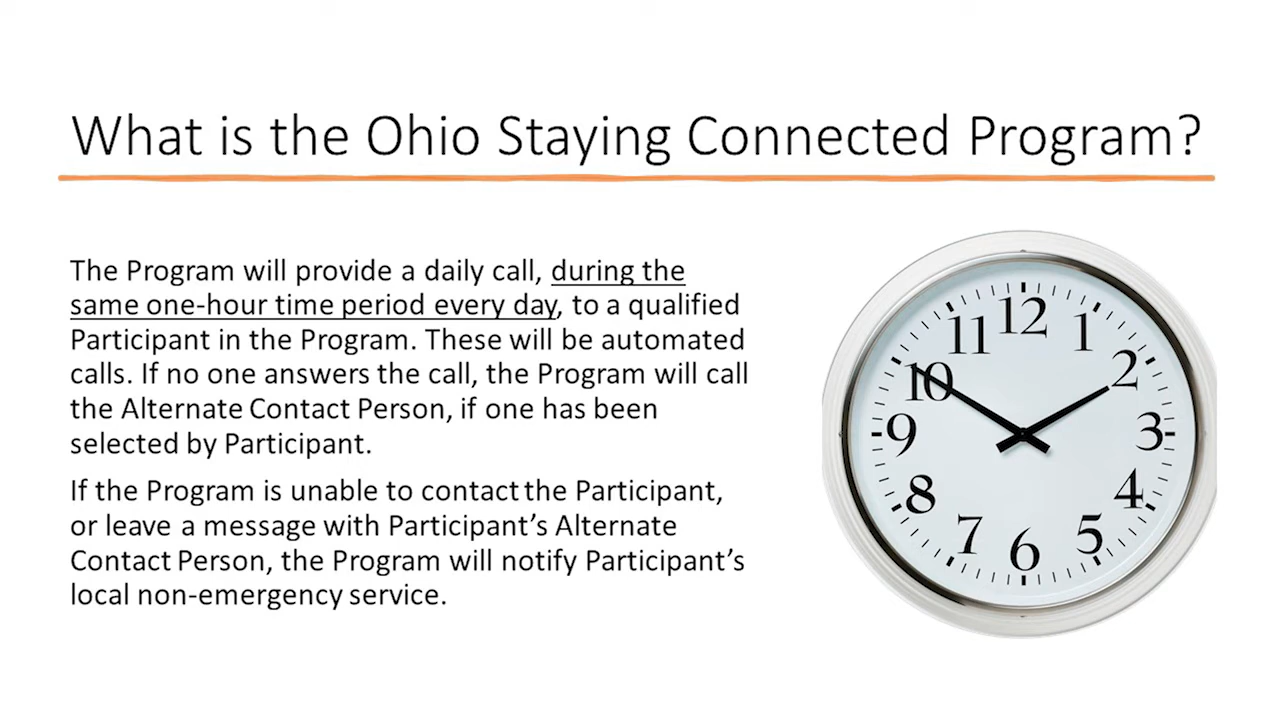 What is the Ohio Staying Connected Program?
The Program will provide a daily call, during the
same one-hour time period every day, to a qualified
Participant in the Program. These will be automated
calls. If no one answers the call, the Program will call
the Alternate Contact Person, if one has been
selected by Participant.
If the Program is unable to contact the Participant,
or leave a message with Participant’s Alternate
Contact Person, the Program will notify Participant’s
local non-emergency service.
12
1
2
3
4
5
6
7
8
9
10
11